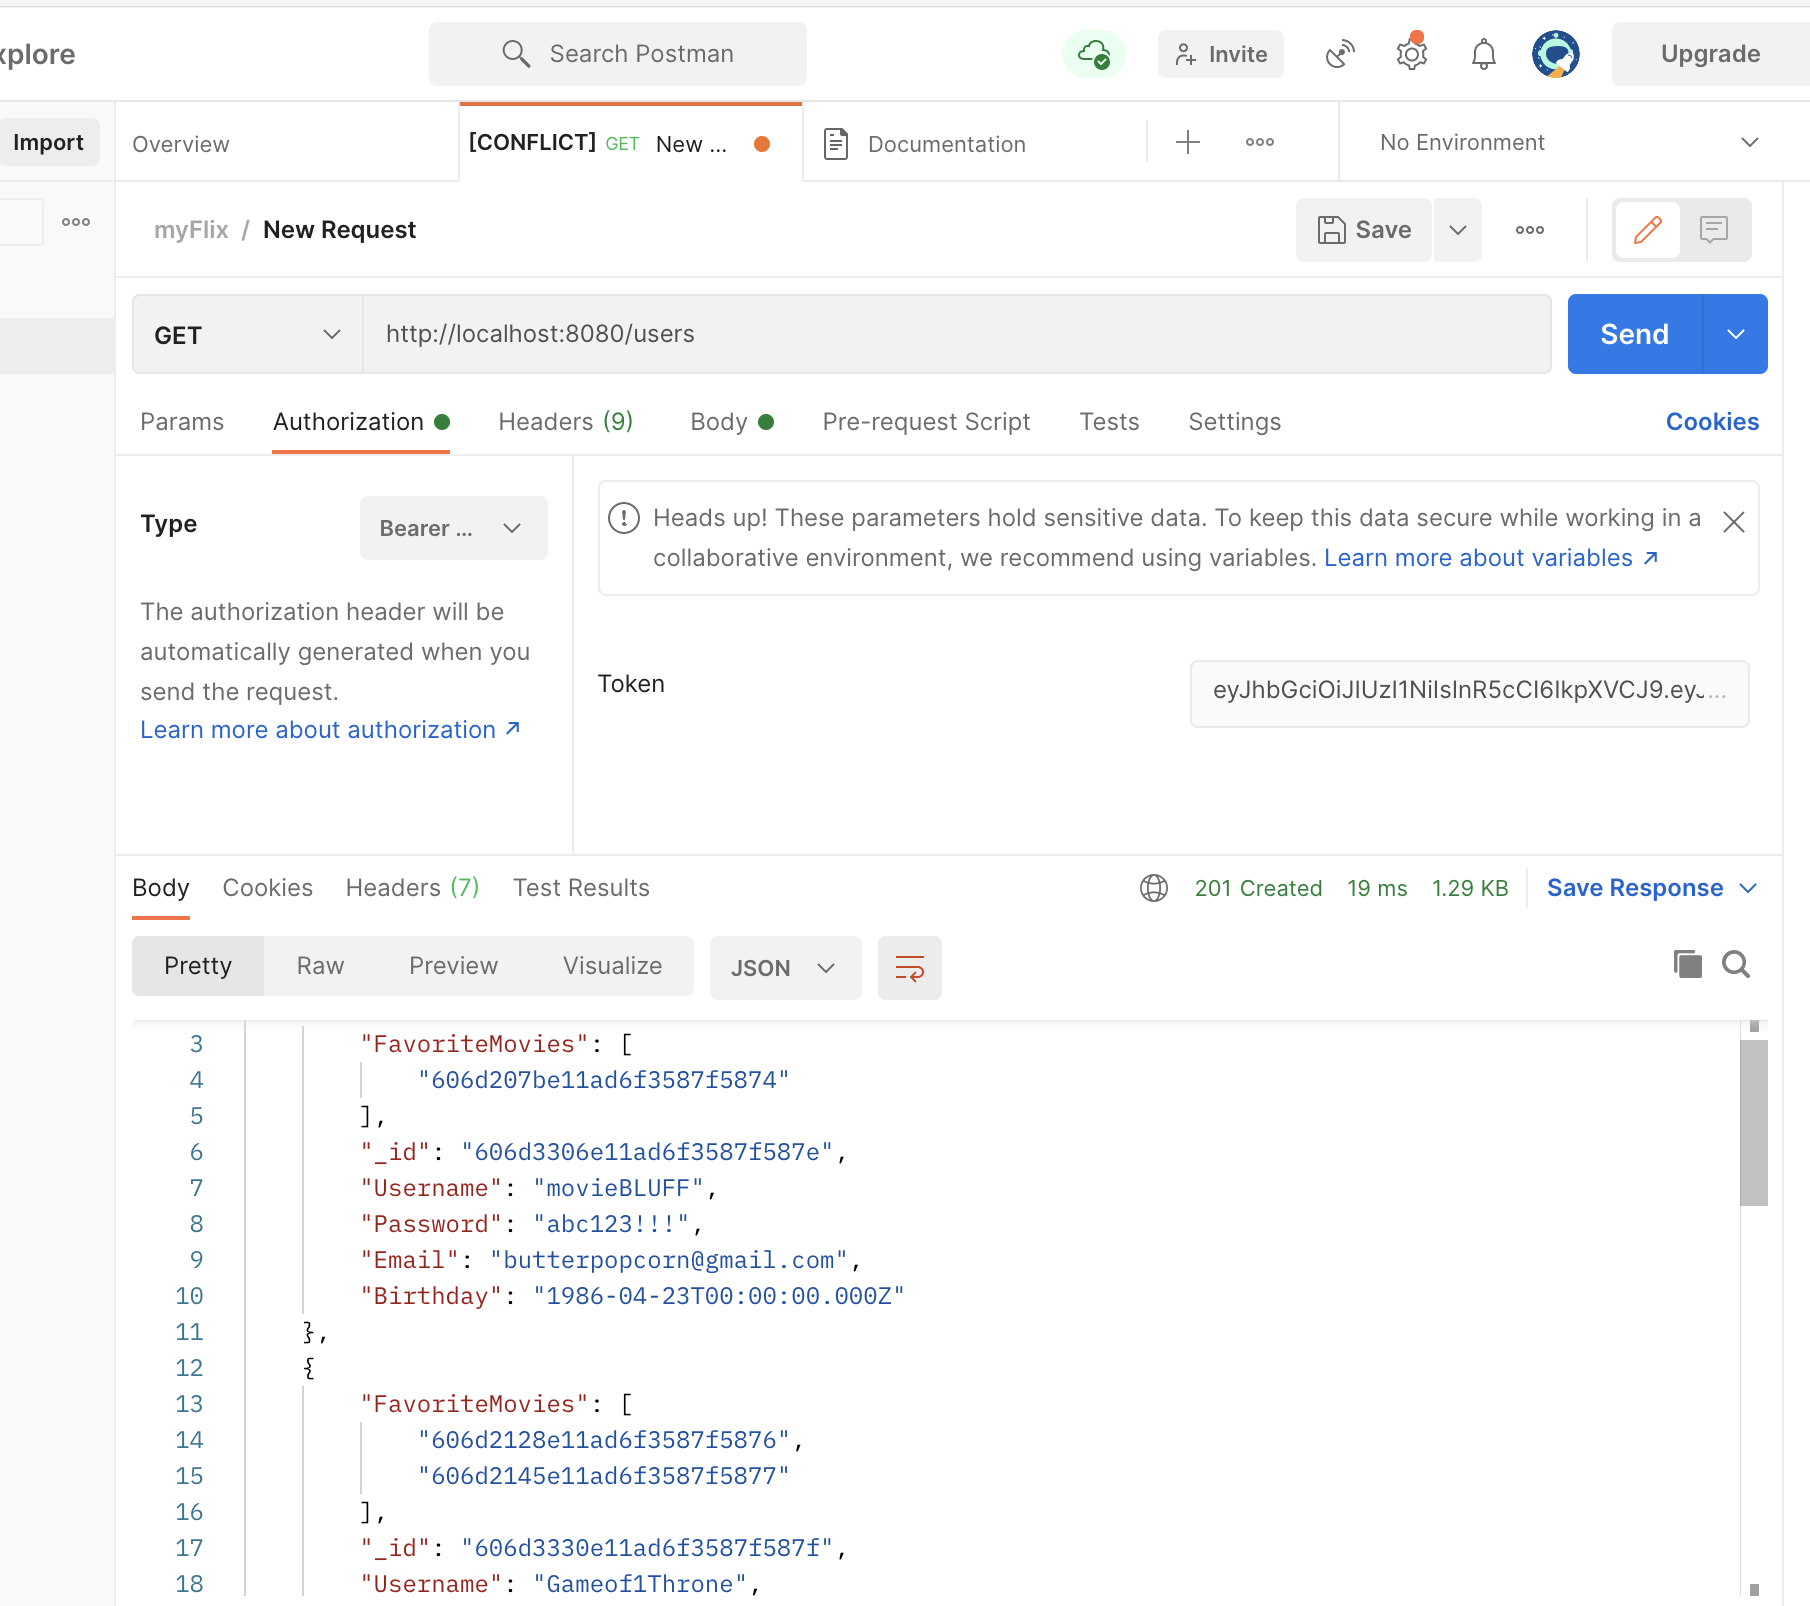 xplore
Search Postman
Invite
Upgrade
Import
Overview
[CONFLICT] GET New ...
Documentation
No Environment
myFlix / New Request
Save
GET
http://localhost:8080/users
Send
Params
Authorization
Headers (9)
Body
Pre-request Script
Tests
Settings
Cookies
Type
Bearer ...
Heads up! These parameters hold sensitive data. To keep this data secure while working in a
collaborative environment, we recommend using variables. Learn more about variables ↗
The authorization header will be
automatically generated when you
send the request.
Learn more about authorization ↗
Token
eyJhbGciOiJIUzI1NiIsInR5cCI6IkpXVCJ9.eyJ...
Body
Cookies
Headers (7)
Test Results
201 Created
19 ms
1.29 KB
Save Response
Pretty
Raw
Preview
Visualize
JSON
3 "FavoriteMovies": [
4 "606d207be11ad6f3587f5874"
5 ],
6 "_id": "606d3306e11ad6f3587f587e",
7 "Username": "movieBLUFF",
8 "Password": "abc123!!!",
9 "Email": "butterpopcorn@gmail.com",
10 "Birthday": "1986-04-23T00:00:00.000Z"
11 },
12 {
13 "FavoriteMovies": [
14 "606d2128e11ad6f3587f5876",
15 "606d2145e11ad6f3587f5877"
16 ],
17 "_id": "606d3330e11ad6f3587f587f",
18 "Username": "Gameof1Throne",